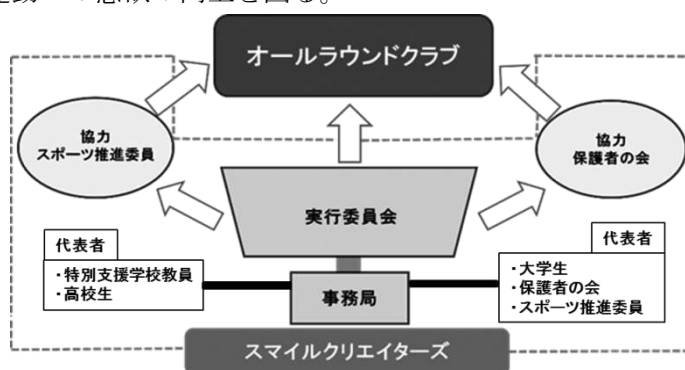 オールラウンドクラブ
協力
スポーツ推進委員
協力
保護者の会
実行委員会
代表者
・特別支援学校教員
・高校生
代表者
・大学生
・保護者の会
・スポーツ推進委員
事務局
スマイルクリエイターズ